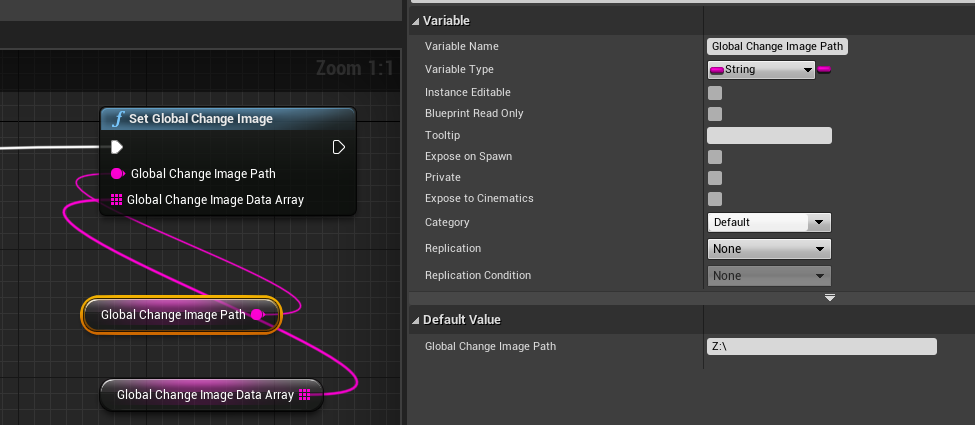 Zoom 1:1
f Set Global Change Image
Global Change Image Path
Global Change Image Data Array
Global Change Image Path
Global Change Image Data Array
Variable
Variable Name Global Change Image Path
Variable Type String
Instance Editable
Blueprint Read Only
Tooltip
Expose on Spawn
Private
Expose to Cinematics
Category Default
Replication None
Replication Condition None
Default Value
Global Change Image Path Z:\